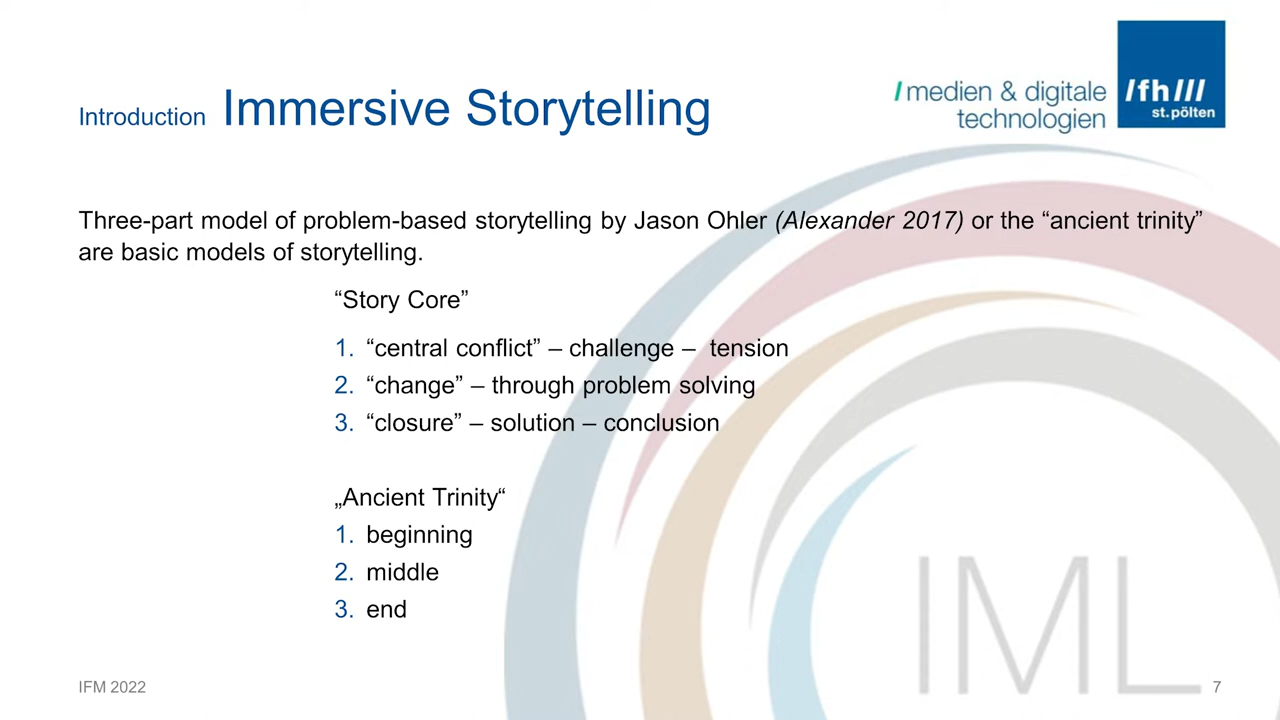 Introduction Immersive Storytelling
/ medien & digitale
technologien
/fh///
st.pölten
Three-part model of problem-based storytelling by Jason Ohler (Alexander 2017) or the “ancient trinity”
are basic models of storytelling.
“Story Core”
1. “central conflict” – challenge – tension
2. “change” – through problem solving
3. “closure” – solution – conclusion
„Ancient Trinity“
1. beginning
2. middle
3. end
IML
IFM 2022
7